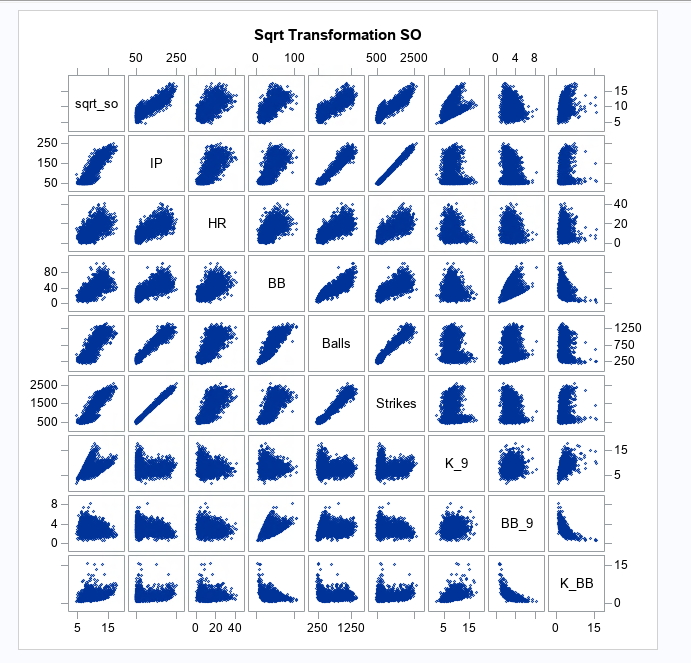 Sqrt Transformation SO
50 250 0 100 500 2500 0 4 8
sqrt_so 15
10
5
250
150
50
IP
HR 40
20
0
80
40
0
BB
Balls 1250
750
250
2500
1500
500
Strikes
K_9 15
5
8
4
0
BB_9
K_BB 15
0
5 15 0 20 40 250 1250 5 15 0 15